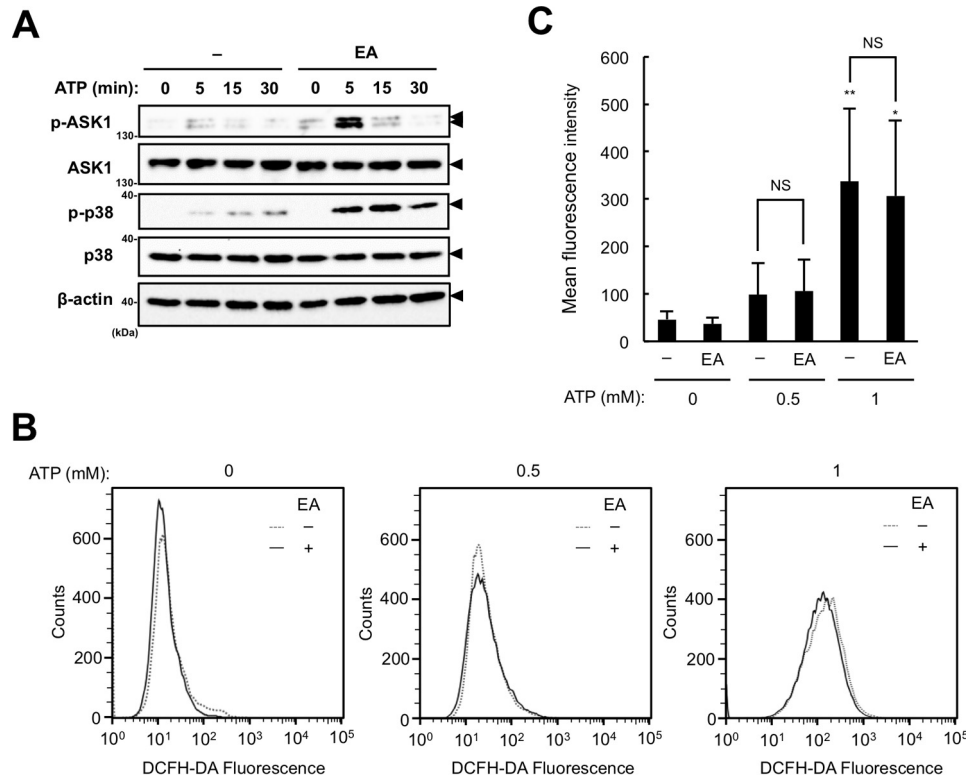 A
– EA
ATP (min): 0 5 15 30 0 5 15 30
p-ASK1
130-
ASK1
130-
p-p38
40-
p38
40-
β-actin
40-
(kDa)
C
Mean fluorescence intensity
600
500
400
300
200
100
0
NS
NS
**
*
– EA – EA – EA
ATP (mM): 0 0.5 1
B
ATP (mM): 0 0.5 1
EA
–
+
Counts
600
400
200
0
10⁰ 10¹ 10² 10³ 10⁴ 10⁵
DCFH-DA Fluorescence
EA
–
+
Counts
600
400
200
0
10⁰ 10¹ 10² 10³ 10⁴ 10⁵
DCFH-DA Fluorescence
EA
–
+
Counts
600
400
200
0
10⁰ 10¹ 10² 10³ 10⁴ 10⁵
DCFH-DA Fluorescence